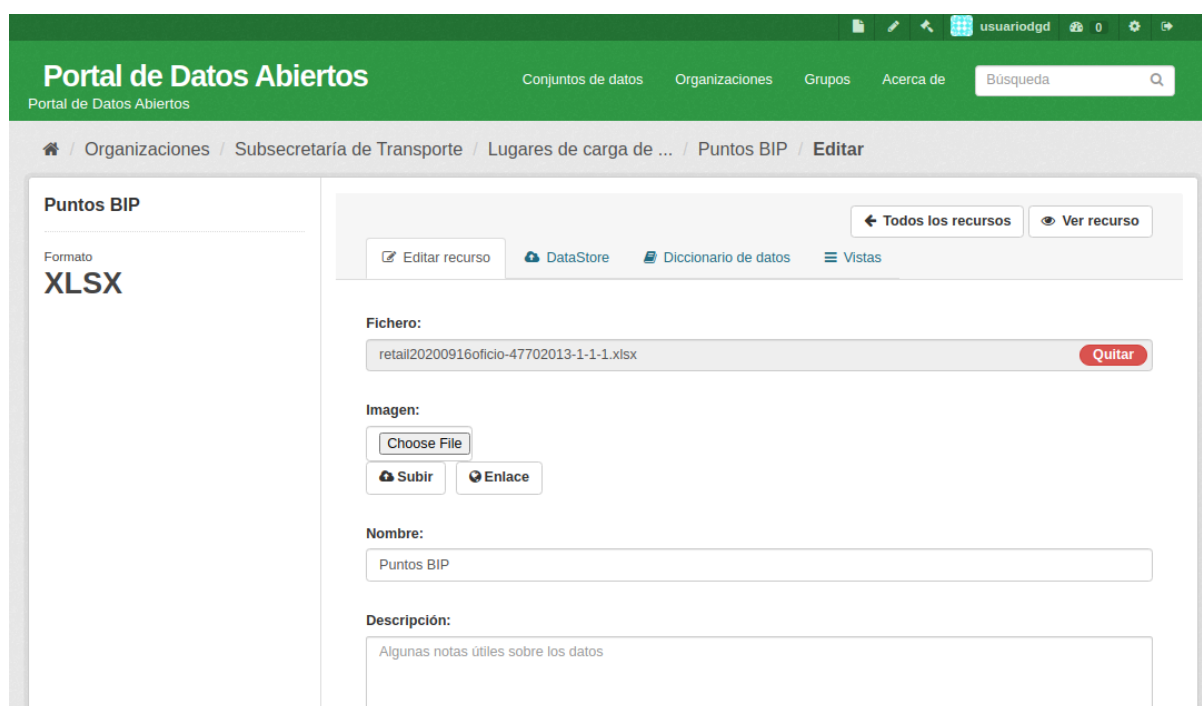 usuariodgd 0
Portal de Datos Abiertos
Portal de Datos Abiertos
Conjuntos de datos Organizaciones Grupos Acerca de Búsqueda
/ Organizaciones / Subsecretaría de Transporte / Lugares de carga de ... / Puntos BIP / Editar
Puntos BIP
Formato
XLSX
Todos los recursos Ver recurso
Editar recurso DataStore Diccionario de datos Vistas
Fichero:
retail20200916oficio-47702013-1-1-1.xlsx Quitar
Imagen:
Choose File
Subir Enlace
Nombre:
Puntos BIP
Descripción:
Algunas notas útiles sobre los datos